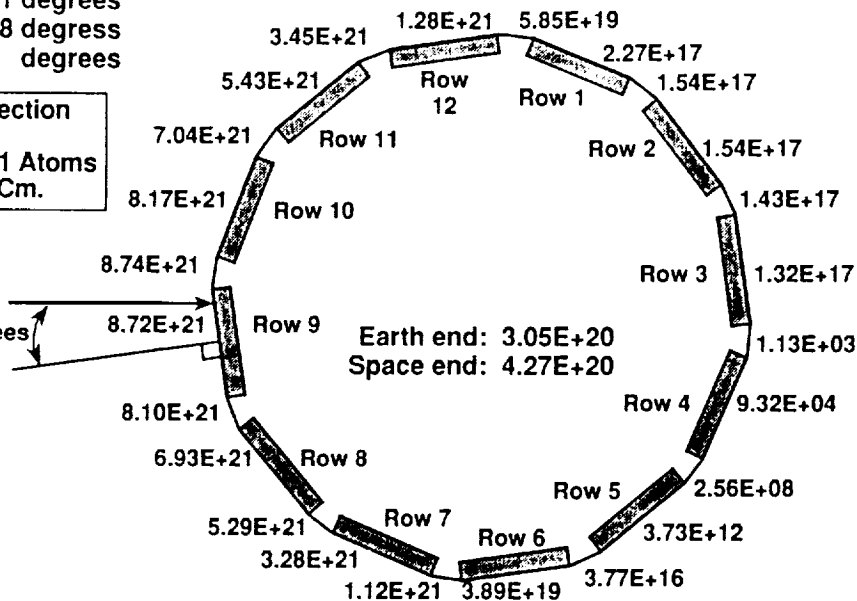 1 degrees
8 degress
degrees
ection
1 Atoms
Cm.
3.45E+21
1.28E+21
5.85E+19
5.43E+21
2.27E+17
1.54E+17
Row
12
Row 1
7.04E+21
Row 11
Row 2
1.54E+17
8.17E+21
Row 10
1.43E+17
8.74E+21
Row 3
1.32E+17
ees
8.72E+21
Row 9
Earth end: 3.05E+20
Space end: 4.27E+20
1.13E+03
8.10E+21
Row 4
9.32E+04
6.93E+21
Row 8
Row 5
2.56E+08
5.29E+21
Row 7
Row 6
3.73E+12
3.28E+21
1.12E+21
3.89E+19
3.77E+16